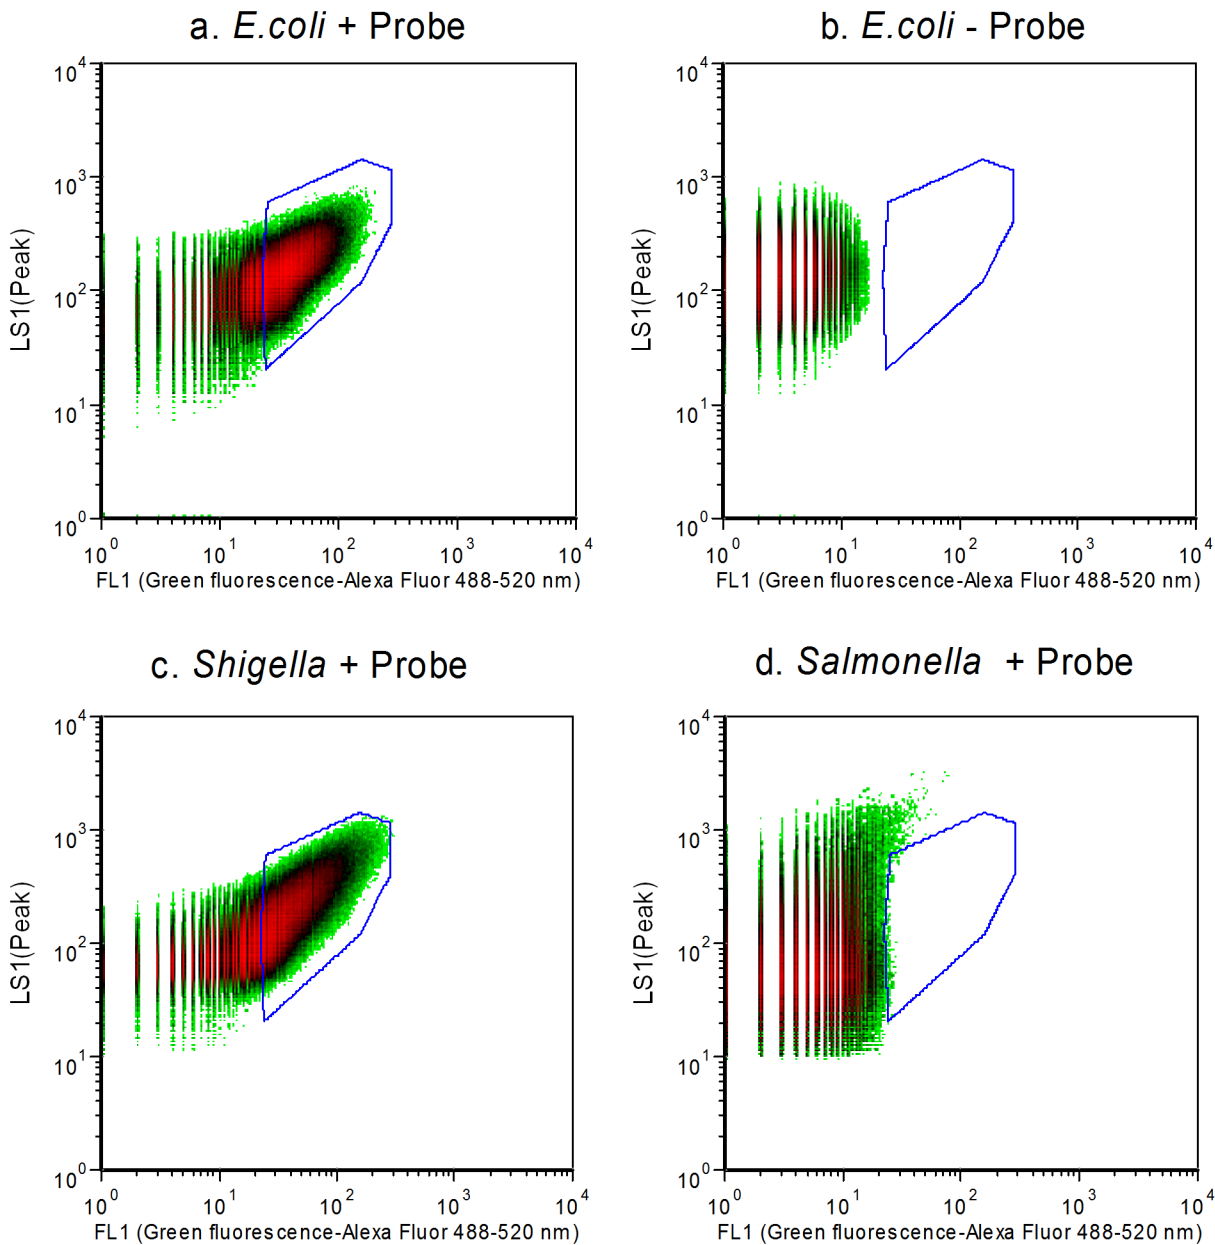 a. E.coli + Probe
10^4
10^3
10^2
10^1
10^0
LS1(Peak)
10^0 10^1 10^2 10^3 10^4
FL1 (Green fluorescence-Alexa Fluor 488-520 nm)
b. E.coli - Probe
10^4
10^3
10^2
10^1
10^0
LS1(Peak)
10^0 10^1 10^2 10^3 10^4
FL1 (Green fluorescence-Alexa Fluor 488-520 nm)
c. Shigella + Probe
10^4
10^3
10^2
10^1
10^0
LS1(Peak)
10^0 10^1 10^2 10^3 10^4
FL1 (Green fluorescence-Alexa Fluor 488-520 nm)
d. Salmonella + Probe
10^4
10^3
10^2
10^1
10^0
LS1(Peak)
10^0 10^1 10^2 10^3 10^4
FL1 (Green fluorescence-Alexa Fluor 488-520 nm)